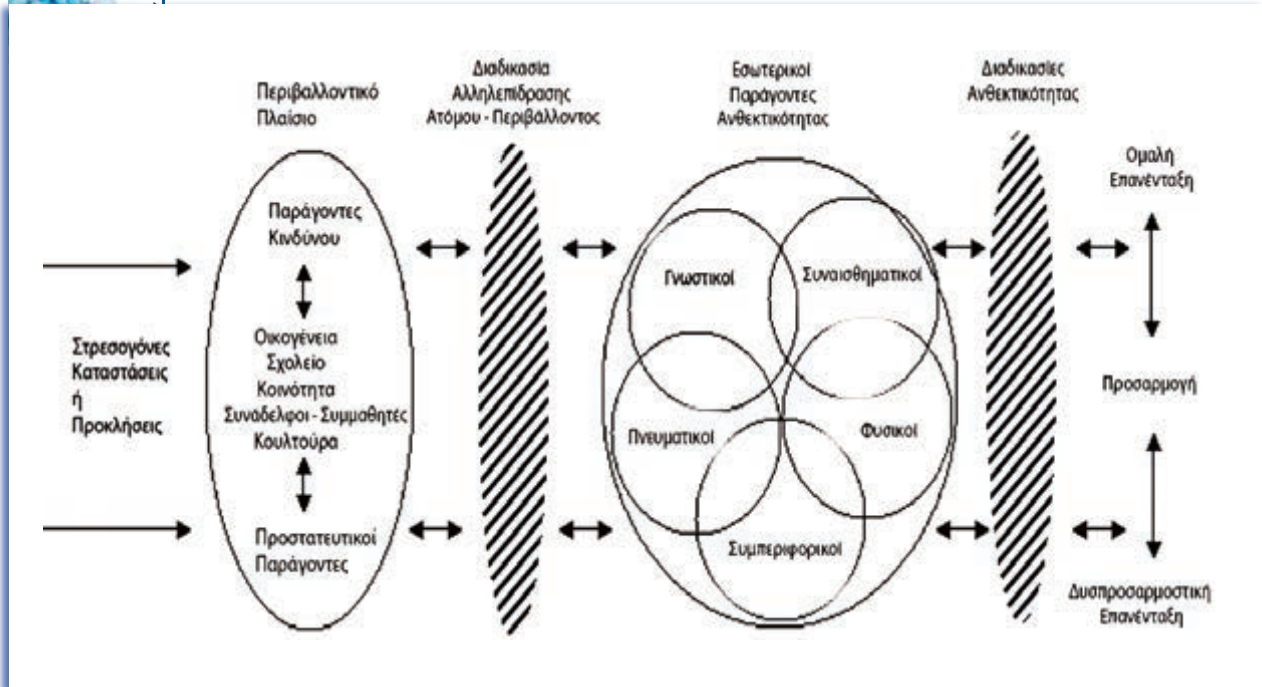 Περιβαλλοντικό
Πλαίσιο
Διαδικασία
Αλληλεπίδρασης
Ατόμου - Περιβάλλοντος
Εσωτερικοί
Παράγοντες
Ανθεκτικότητας
Διαδικασίες
Ανθεκτικότητας
Στρεσογόνες
Καταστάσεις
ή
Προκλήσεις
Παράγοντες
Κινδύνου
Οικογένεια
Σχολείο
Κοινότητα
Συναδελφοι - Συμμαθητές
Κουλτούρα
Προστατευτικοί
Παράγοντες
Γνωστικοί
Συναισθηματικοί
Πνευματικοί
Φυσικοί
Συμπεριφορικοί
Ομαλή
Επανένταξη
Προσαρμογή
Δυσπροσαρμοστική
Επανένταξη